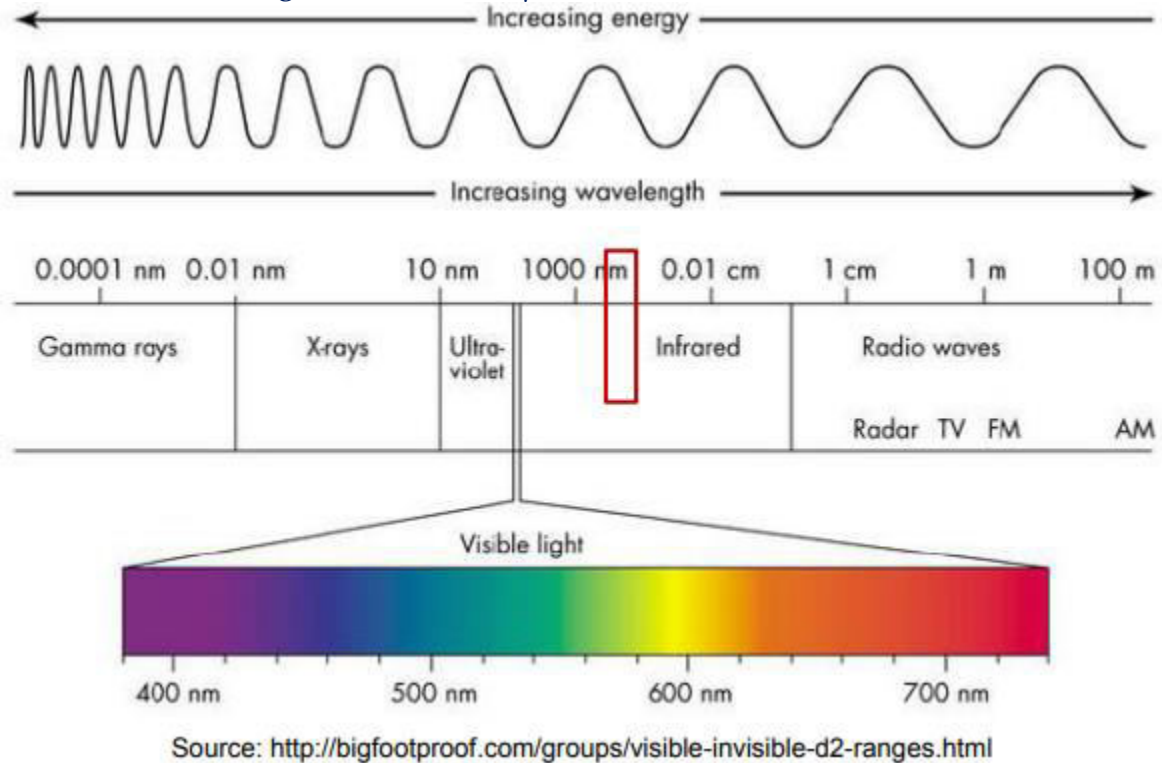 Increasing energy
Increasing wavelength
0.0001 nm 0.01 nm 10 nm 1000 nm 0.01 cm 1 cm 1 m 100 m
Gamma rays X-rays Ultra-violet Infrared Radio waves
Radar TV FM AM
Visible light
400 nm 500 nm 600 nm 700 nm
Source: http://bigfootproof.com/groups/visible-invisible-d2-ranges.html